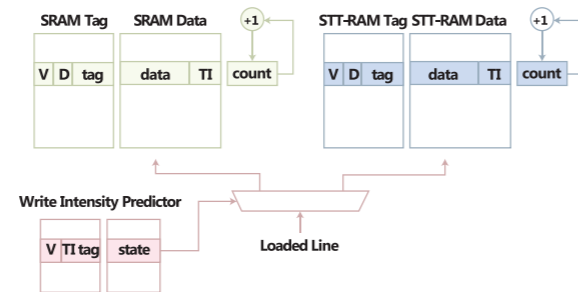 SRAM Tag SRAM Data +1 STT-RAM Tag STT-RAM Data +1
V D tag data TI count V D tag data TI count
Write Intensity Predictor
V TI tag state
Loaded Line